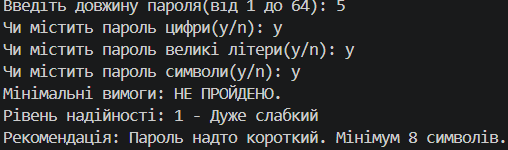 Введіть довжину пароля(від 1 до 64): 5
Чи містить пароль цифри(y/n): y
Чи містить пароль великі літери(y/n): y
Чи містить пароль символи(y/n): y
Мінімальні вимоги: НЕ ПРОЙДЕНО.
Рівень надійності: 1 - Дуже слабкий
Рекомендація: Пароль надто короткий. Мінімум 8 символів.